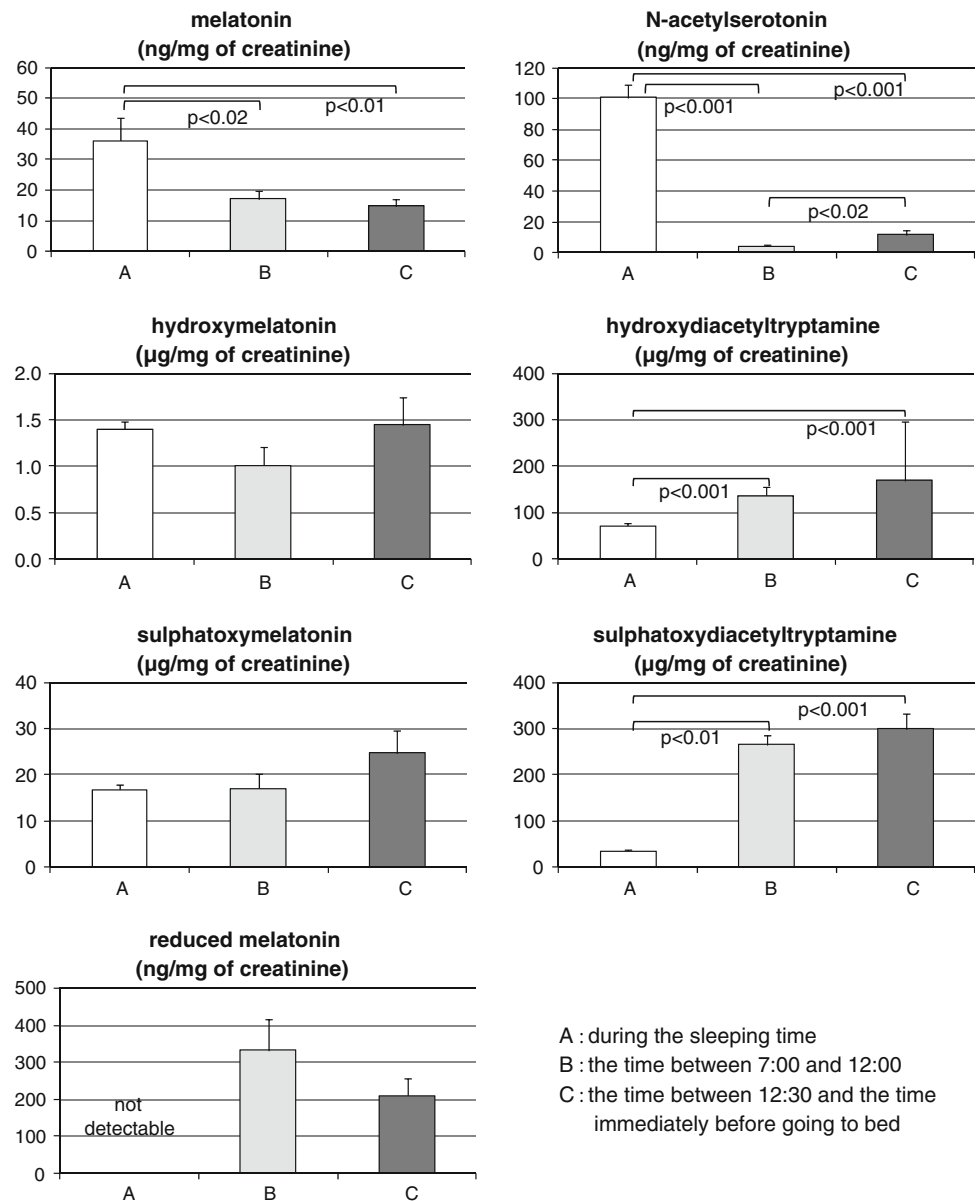 melatonin
(ng/mg of creatinine)
60
50
40
30
20
10
0
p<0.02
p<0.01
A
B
C
N-acetylserotonin
(ng/mg of creatinine)
120
100
80
60
40
20
0
p<0.001
p<0.001
p<0.02
A
B
C
hydroxymelatonin
(µg/mg of creatinine)
2.0
1.5
1.0
0.5
0.0
A
B
C
hydroxydiacetyltryptamine
(µg/mg of creatinine)
400
300
200
100
0
p<0.001
p<0.001
A
B
C
sulphatoxymelatonin
(µg/mg of creatinine)
40
30
20
10
0
A
B
C
sulphatoxydiacetyltryptamine
(µg/mg of creatinine)
400
300
200
100
0
p<0.001
p<0.01
A
B
C
reduced melatonin
(ng/mg of creatinine)
500
400
300
200
100
0
not
detectable
A
B
C
A : during the sleeping time
B : the time between 7:00 and 12:00
C : the time between 12:30 and the time
immediately before going to bed